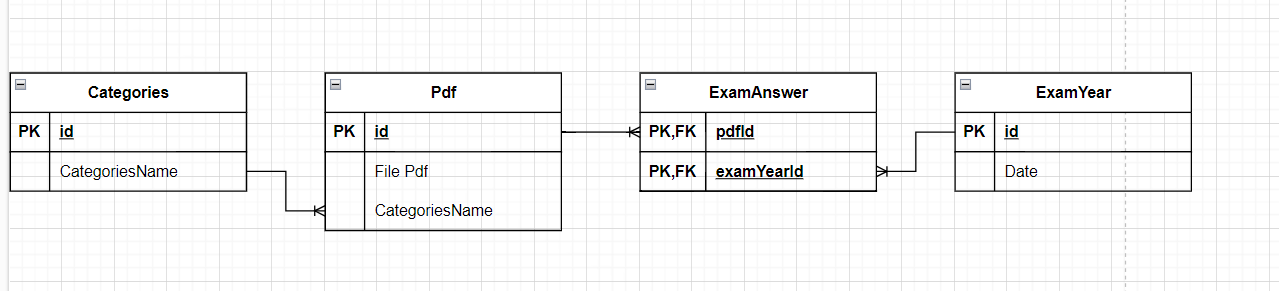 Categories
PK id
CategoriesName
Pdf
PK id
File Pdf
CategoriesName
ExamAnswer
PK,FK pdfId
PK,FK examYearId
ExamYear
PK id
Date